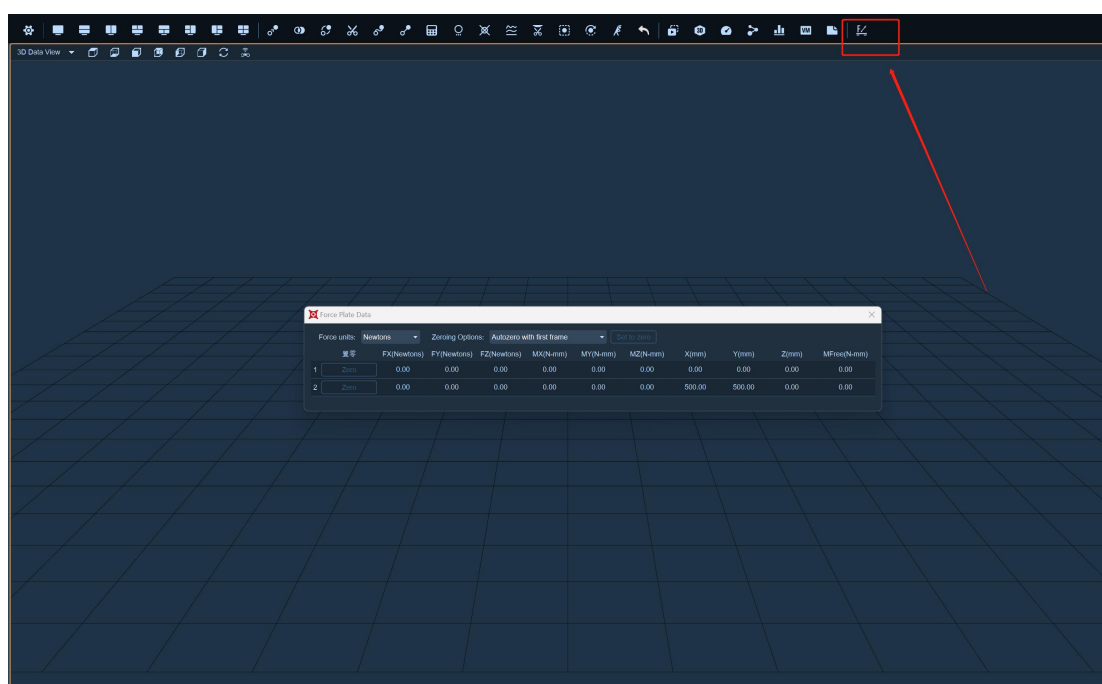 3D VM
3D Data View
Force Plate Data
Force units: Newtons Zeroing Options: Autozero with first frame Set to zero
置零 FX(Newtons) FY(Newtons) FZ(Newtons) MX(N-mm) MY(N-mm) MZ(N-mm) X(mm) Y(mm) Z(mm) MFree(N-mm)
1 Zero 0.00 0.00 0.00 0.00 0.00 0.00 0.00 0.00 0.00 0.00
2 Zero 0.00 0.00 0.00 0.00 0.00 0.00 500.00 500.00 0.00 0.00